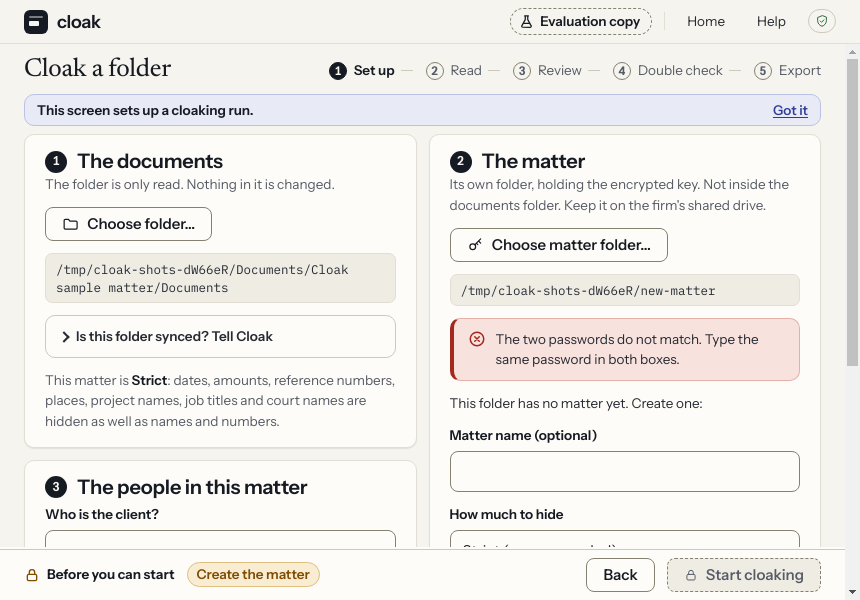 cloak
Evaluation copy
Home
Help
Cloak a folder
1 Set up
2 Read
3 Review
4 Double check
5 Export
This screen sets up a cloaking run.
Got it
1 The documents
The folder is only read. Nothing in it is changed.
Choose folder...
/tmp/cloak-shots-dW66eR/Documents/Cloak
sample matter/Documents
Is this folder synced? Tell Cloak
This matter is Strict: dates, amounts, reference numbers,
places, project names, job titles and court names are
hidden as well as names and numbers.
3 The people in this matter
Who is the client?
2 The matter
Its own folder, holding the encrypted key. Not inside the
documents folder. Keep it on the firm's shared drive.
Choose matter folder...
/tmp/cloak-shots-dW66eR/new-matter
The two passwords do not match. Type the
same password in both boxes.
This folder has no matter yet. Create one:
Matter name (optional)
How much to hide
Before you can start
Create the matter
Back
Start cloaking